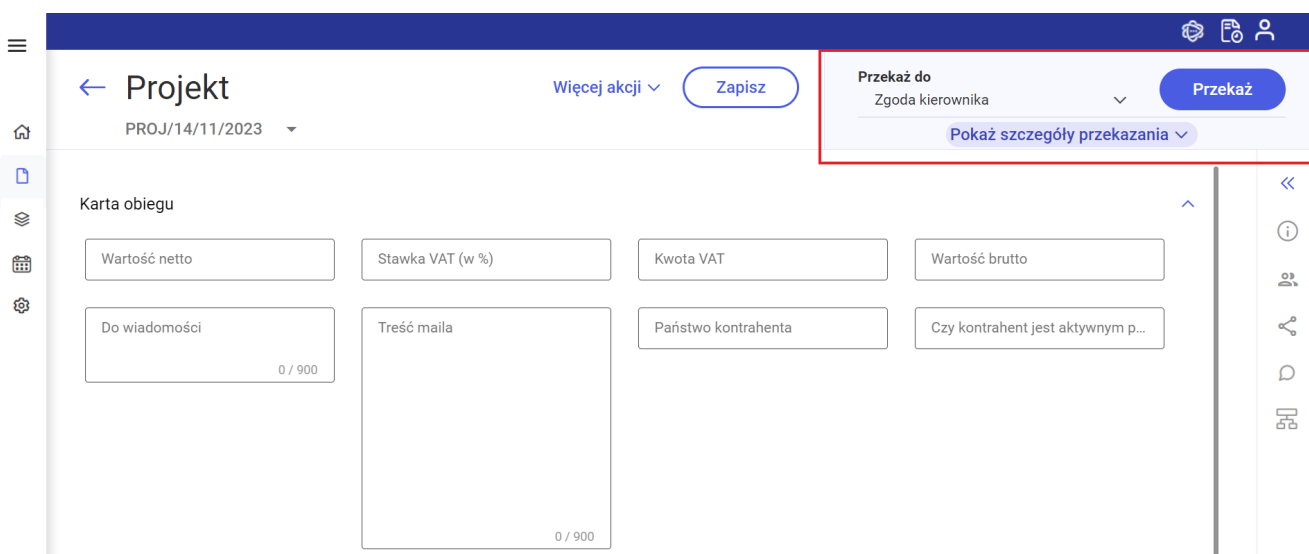 Projekt
PROJ/14/11/2023
Więcej akcji
Zapisz
Przekaż do
Zgoda kierownika
Przekaż
Pokaż szczegóły przekazania
Karta obiegu
Wartość netto
Stawka VAT (w %)
Kwota VAT
Wartość brutto
Do wiadomości
0 / 900
Treść maila
0 / 900
Państwo kontrahenta
Czy kontrahent jest aktywnym p...